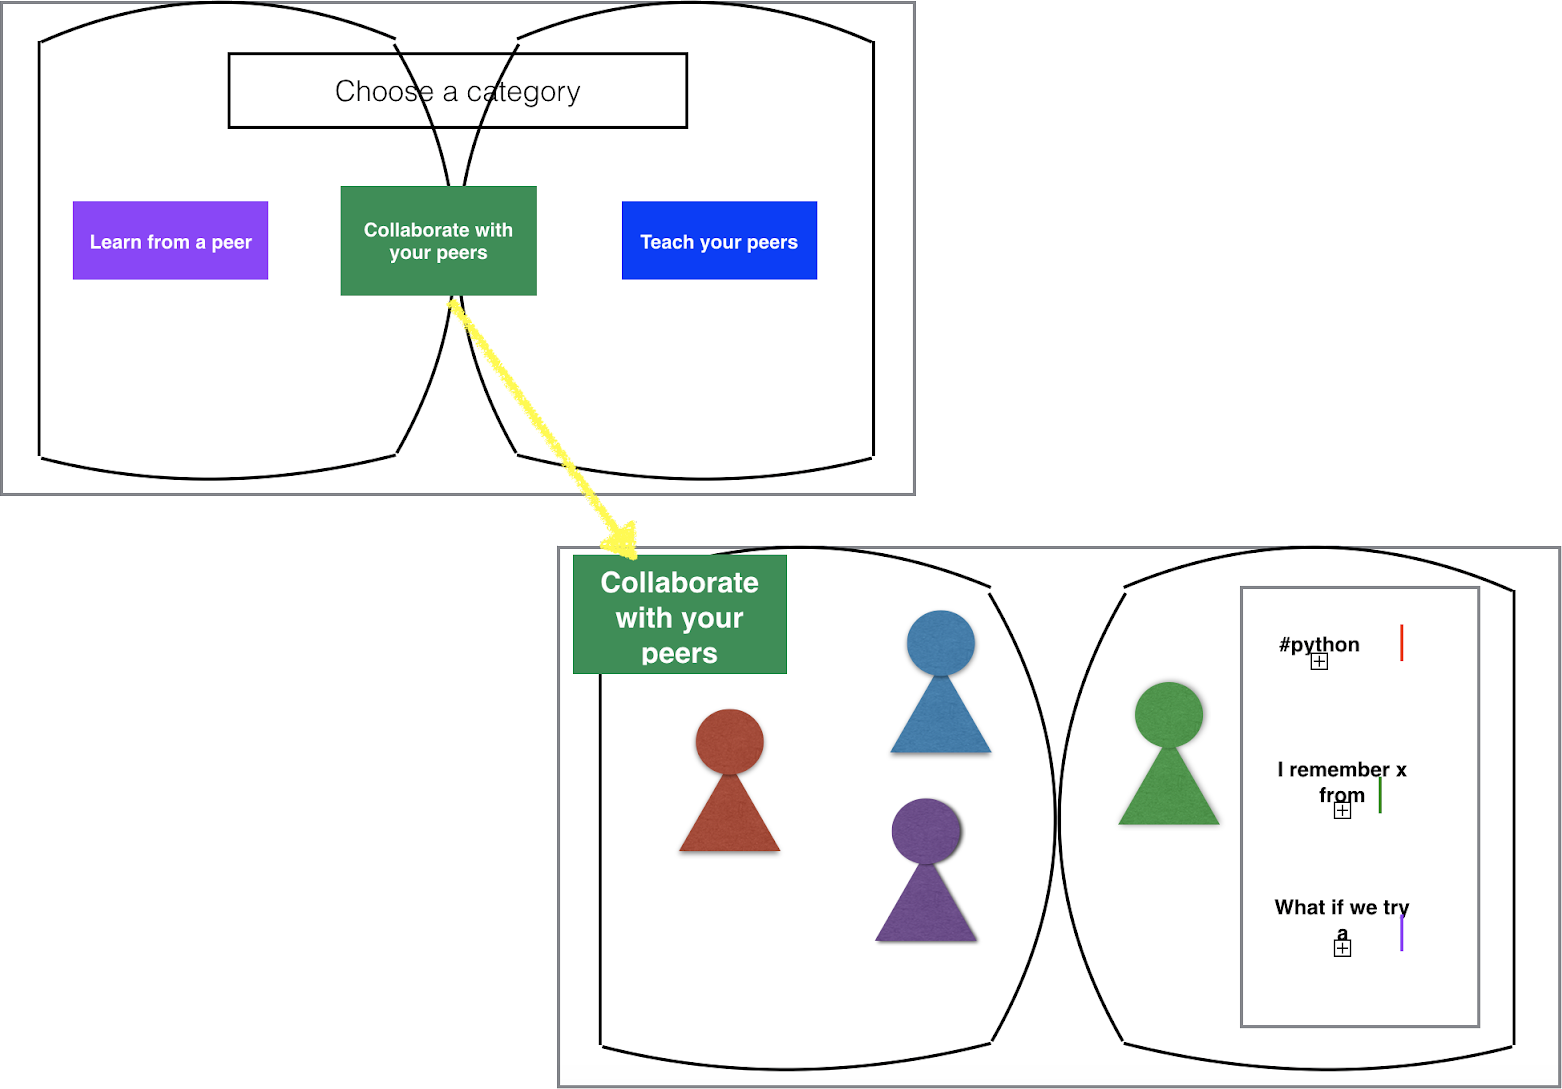 Choose a category
Learn from a peer
Collaborate with
your peers
Teach your peers
Collaborate
with your
peers
#python
I remember x
from
What if we try
a